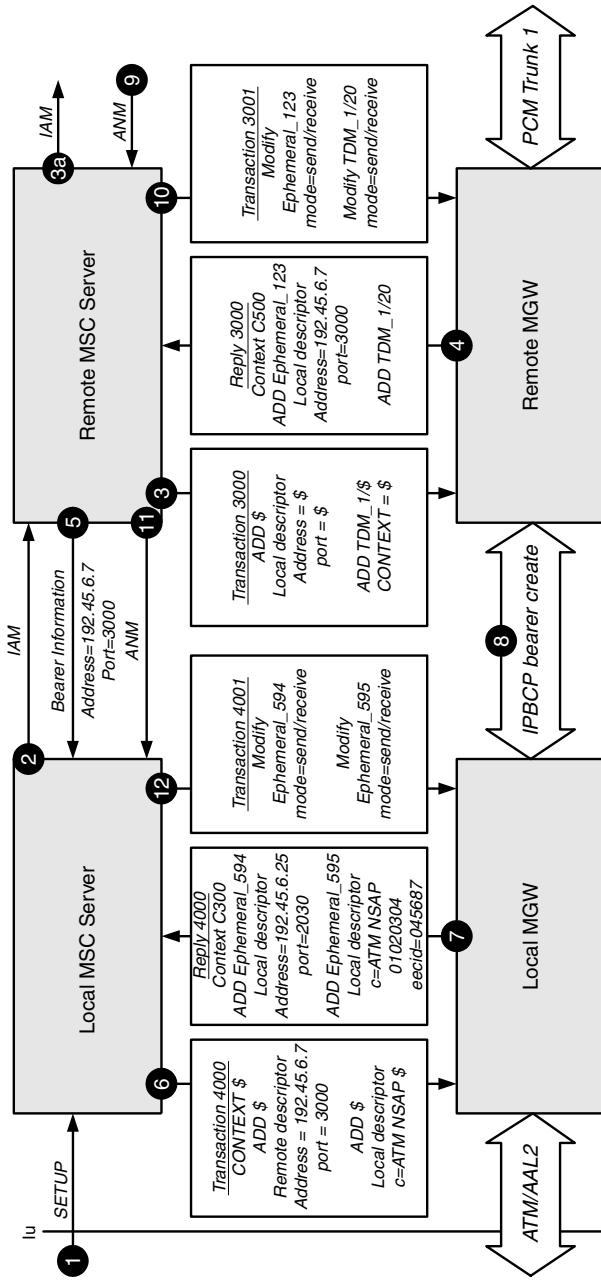 Iu
1
SETUP
Local MSC Server
2
IAM
5
Bearer Information
Address=192.45.6.7
Port=3000
ANM
11
Remote MSC Server
3a
IAM
9
ANM
6
Transaction 4000
CONTEXT $
ADD $
Remote descriptor
Address = 192.45.6.7
port = 3000
ADD $
Local descriptor
c=ATM NSAP $
Reply 4000
Context C300
ADD Ephemeral_594
Local descriptor
Address=192.45.6.25
port=2030
ADD Ephemeral_595
Local descriptor
c=ATM NSAP
01020304
eecid=045687
7
12
Transaction 4001
Modify
Ephemeral_594
mode=send/receive
Modify
Ephemeral_595
mode=send/receive
3
Transaction 3000
ADD $
Local descriptor
Address = $
port = $
ADD TDM_1/$
CONTEXT = $
Reply 3000
Context C500
ADD Ephemeral_123
Local descriptor
Address=192.45.6.7
port=3000
ADD TDM_1/20
4
10
Transaction 3001
Modify
Ephemeral_123
mode=send/receive
Modify TDM_1/20
mode=send/receive
ATM/AAL2
Local MGW
8
IPBCP bearer create
Remote MGW
PCM Trunk 1